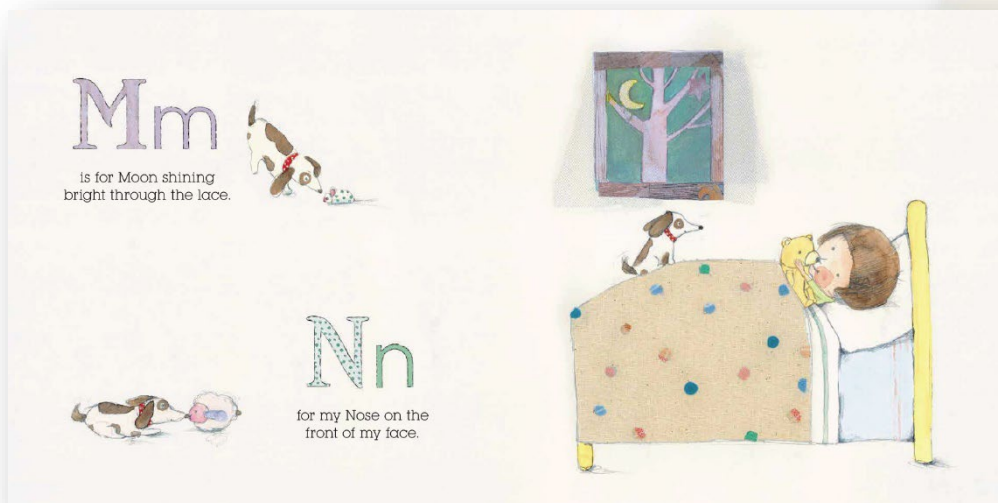 Mm
is for Moon shining
bright through the lace.
Nn
for my Nose on the
front of my face.